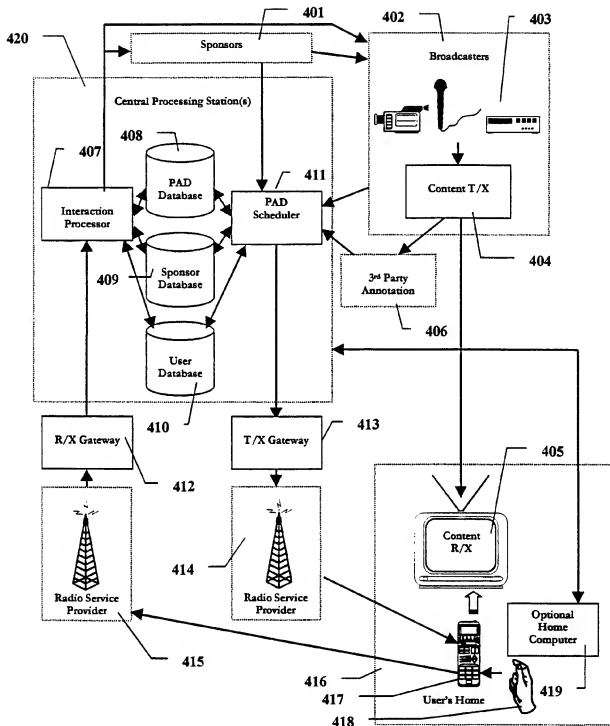 401
402
403
420
Sponsors
Broadcasters
Central Processing Station(s)
408
407
411
PAD
Database
PAD
Scheduler
Interaction
Processor
Content T/X
404
409
Sponsor
Database
3rd Party
Annotation
406
User
Database
410
R/X Gateway
412
T/X Gateway
413
405
Content
R/X
414
Radio Service
Provider
415
Radio Service
Provider
Optional
Home
Computer
416
417
User's Home
419
418